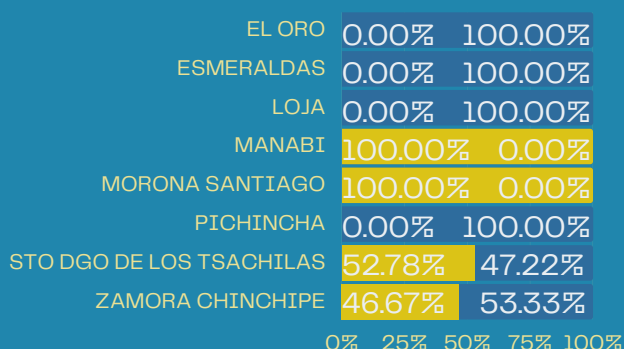 EL ORO 0.00% 100.00%
ESMERALDAS 0.00% 100.00%
LOJA 0.00% 100.00%
MANABI 100.00% 0.00%
MORONA SANTIAGO 100.00% 0.00%
PICHINCHA 0.00% 100.00%
STO DGO DE LOS TSACHILAS 52.78% 47.22%
ZAMORA CHINCHIPE 46.67% 53.33%
0% 25% 50% 75% 100%